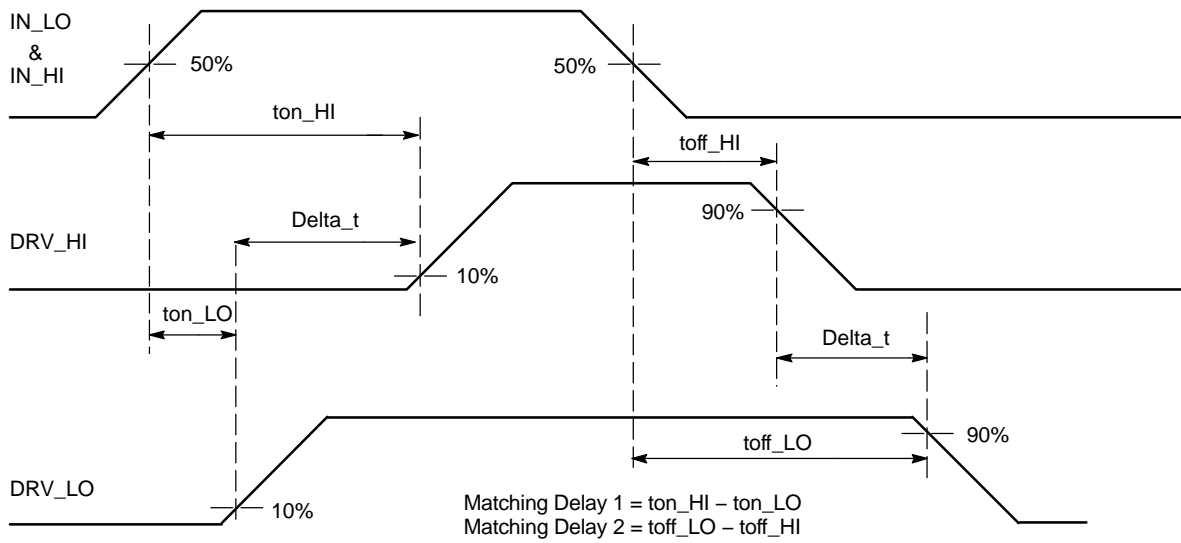 IN_LO
&
IN_HI
50%
50%
ton_HI
toff_HI
DRV_HI
Delta_t
90%
10%
ton_LO
Delta_t
DRV_LO
10%
toff_LO
90%
Matching Delay 1 = ton_HI − ton_LO
Matching Delay 2 = toff_LO − toff_HI